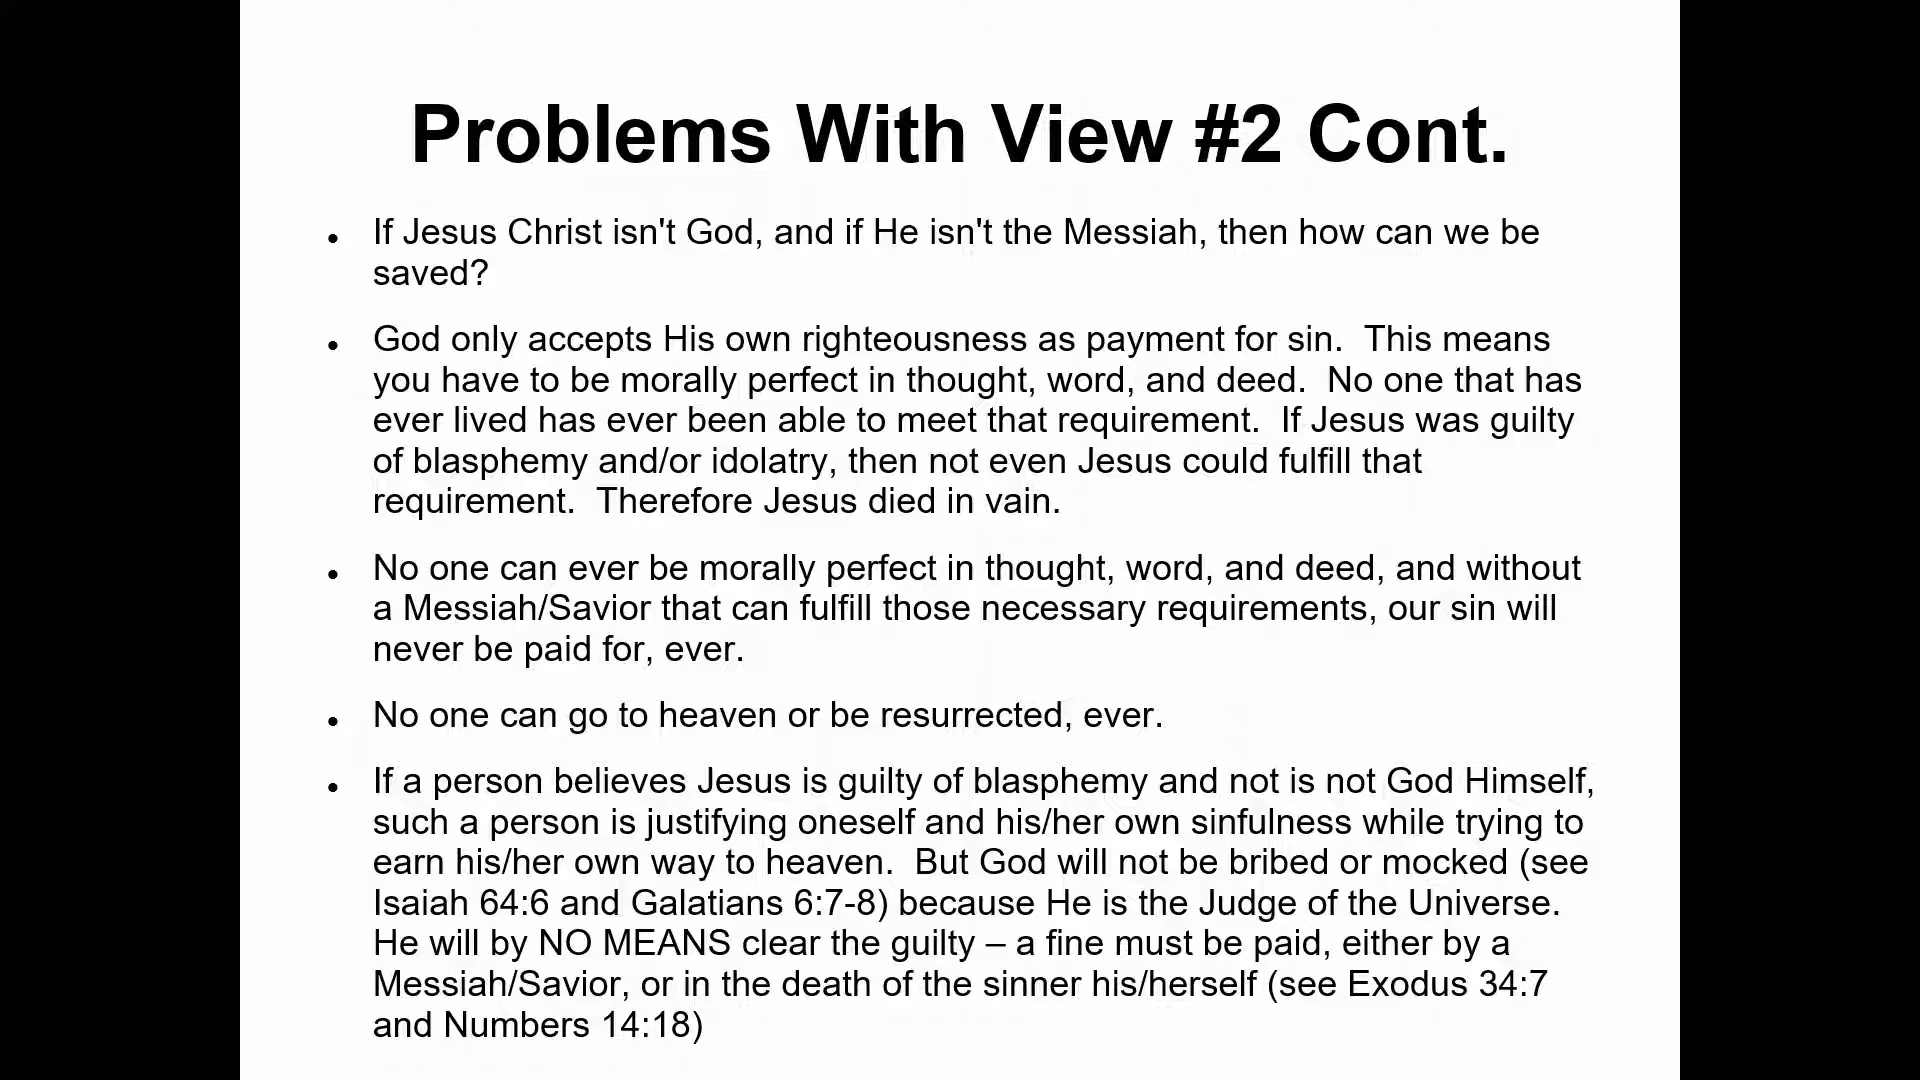 Problems With View #2 Cont.
• If Jesus Christ isn't God, and if He isn't the Messiah, then how can we be
saved?
• God only accepts His own righteousness as payment for sin.  This means
you have to be morally perfect in thought, word, and deed.  No one that has
ever lived has ever been able to meet that requirement.  If Jesus was guilty
of blasphemy and/or idolatry, then not even Jesus could fulfill that
requirement.  Therefore Jesus died in vain.
• No one can ever be morally perfect in thought, word, and deed, and without
a Messiah/Savior that can fulfill those necessary requirements, our sin will
never be paid for, ever.
• No one can go to heaven or be resurrected, ever.
• If a person believes Jesus is guilty of blasphemy and not is not God Himself,
such a person is justifying oneself and his/her own sinfulness while trying to
earn his/her own way to heaven.  But God will not be bribed or mocked (see
Isaiah 64:6 and Galatians 6:7-8) because He is the Judge of the Universe.
He will by NO MEANS clear the guilty – a fine must be paid, either by a
Messiah/Savior, or in the death of the sinner his/herself (see Exodus 34:7
and Numbers 14:18)